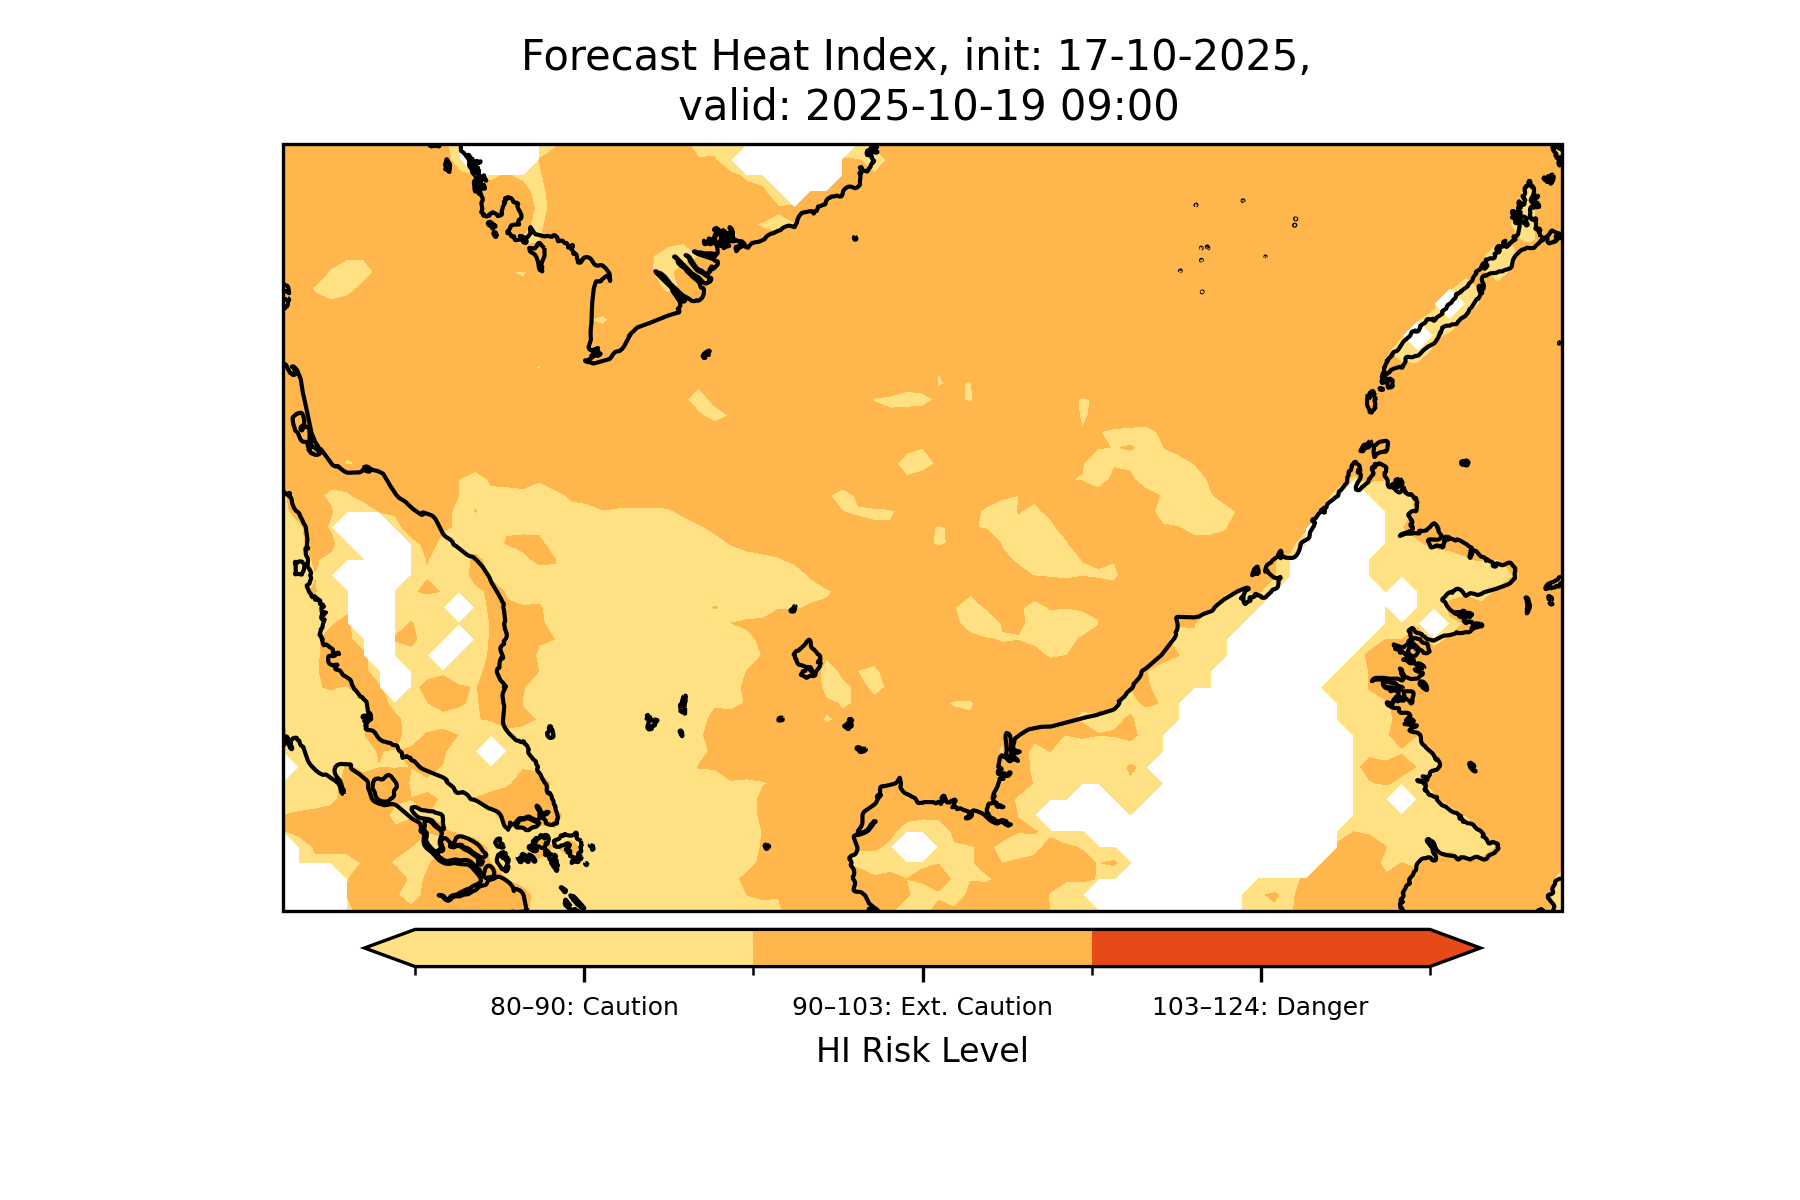 Forecast Heat Index, init: 17-10-2025,
valid: 2025-10-19 09:00
80–90: Caution
90–103: Ext. Caution
103–124: Danger
HI Risk Level